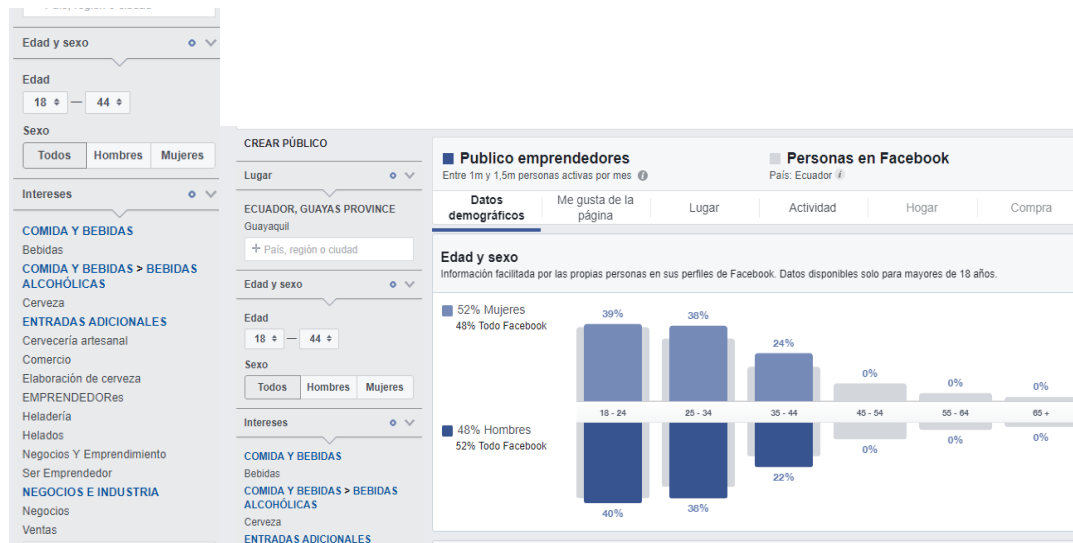 Edad y sexo
Edad
18 — 44
Sexo
Todos Hombres Mujeres
Intereses
COMIDA Y BEBIDAS
Bebidas
COMIDA Y BEBIDAS > BEBIDAS
ALCOHÓLICAS
Cerveza
ENTRADAS ADICIONALES
Cervecería artesanal
Comercio
Elaboración de cerveza
EMPRENDEDORes
Heladería
Helados
Negocios Y Emprendimiento
Ser Emprendedor
NEGOCIOS E INDUSTRIA
Negocios
Ventas
CREAR PÚBLICO
Lugar
ECUADOR, GUAYAS PROVINCE
Guayaquil
+ País, región o ciudad
Edad y sexo
Edad
18 — 44
Sexo
Todos Hombres Mujeres
Intereses
COMIDA Y BEBIDAS
Bebidas
COMIDA Y BEBIDAS > BEBIDAS
ALCOHÓLICAS
Cerveza
ENTRADAS ADICIONALES
Publico emprendedores
Entre 1m y 1,5m personas activas por mes
Personas en Facebook
País: Ecuador
Datos demográficos
Me gusta de la página
Lugar
Actividad
Hogar
Compra
Edad y sexo
Información facilitada por las propias personas en sus perfiles de Facebook. Datos disponibles solo para mayores de 18 años.
52% Mujeres
48% Todo Facebook
39% 38% 24% 0% 0% 0%
18 - 24 25 - 34 35 - 44 45 - 54 55 - 64 65 +
48% Hombres
52% Todo Facebook
40% 38% 22% 0% 0% 0%